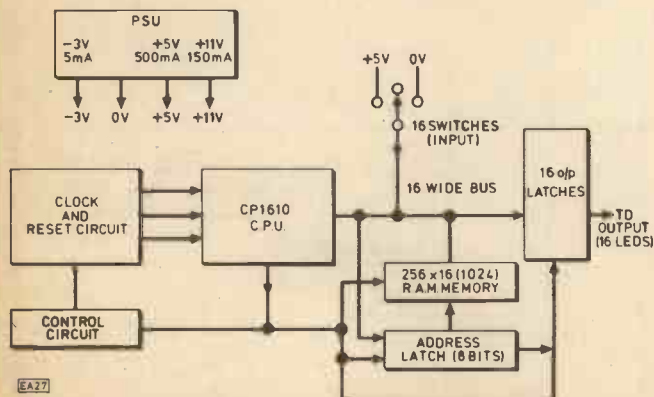 PSU
-3V +5V +11V
5mA 500mA 150mA
-3V 0V +5V +11V
+5V 0V
16 SWITCHES
(INPUT)
16 WIDE BUS
CLOCK
AND
RESET CIRCUIT
CP1610
C.P.U.
16 o/p
LATCHES
TO
OUTPUT
(16 LEDS)
256 x 16 (1024)
R.A.M. MEMORY
CONTROL
CIRCUIT
ADDRESS
LATCH (8 BITS)
EA27